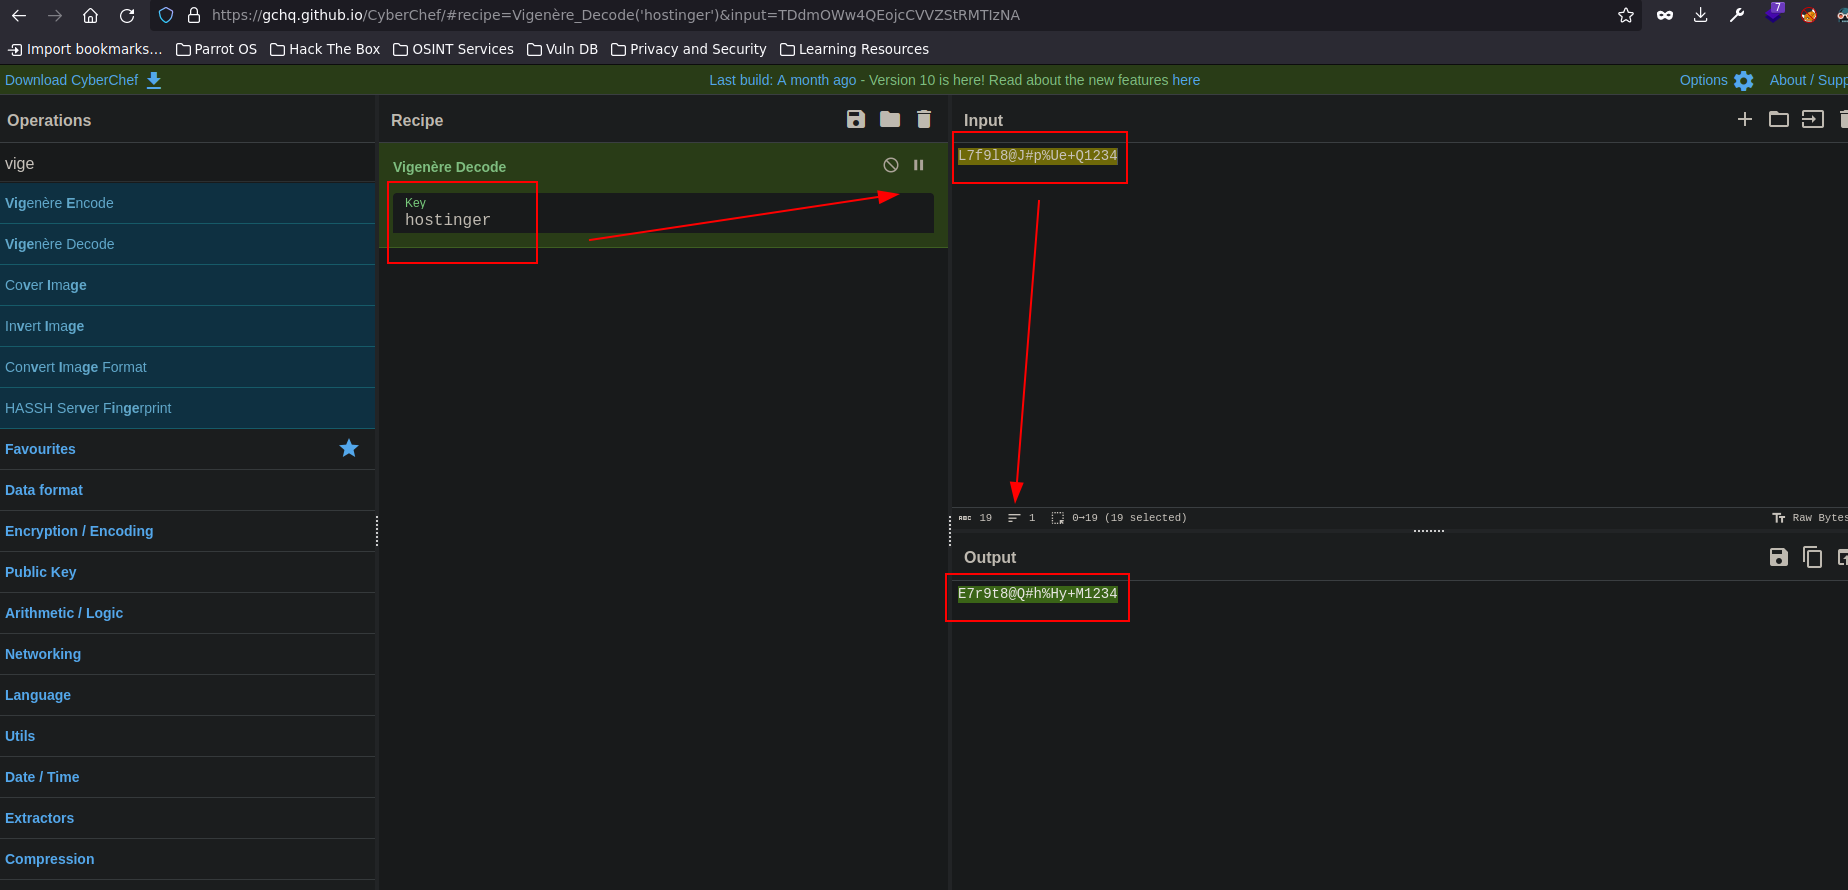 https://gchq.github.io/CyberChef/#recipe=Vigenère_Decode('hostinger')&input=TDdmOWw4QEojcCVVZStRMTIzNA
7
Import bookmarks... Parrot OS Hack The Box OSINT Services Vuln DB Privacy and Security Learning Resources
Download CyberChef Last build: A month ago - Version 10 is here! Read about the new features here Options About / Supp
Operations
vige
Vigenère Encode
Vigenère Decode
Cover Image
Invert Image
Convert Image Format
HASSH Server Fingerprint
Favourites
Data format
Encryption / Encoding
Public Key
Arithmetic / Logic
Networking
Language
Utils
Date / Time
Extractors
Compression
Recipe
Vigenère Decode
Key
hostinger
Input
L7f9l8@J#p%Ue+Q1234
ABC 19 1 0→19 (19 selected) Raw Bytes
Output
E7r9t8@Q#h%Hy+M1234